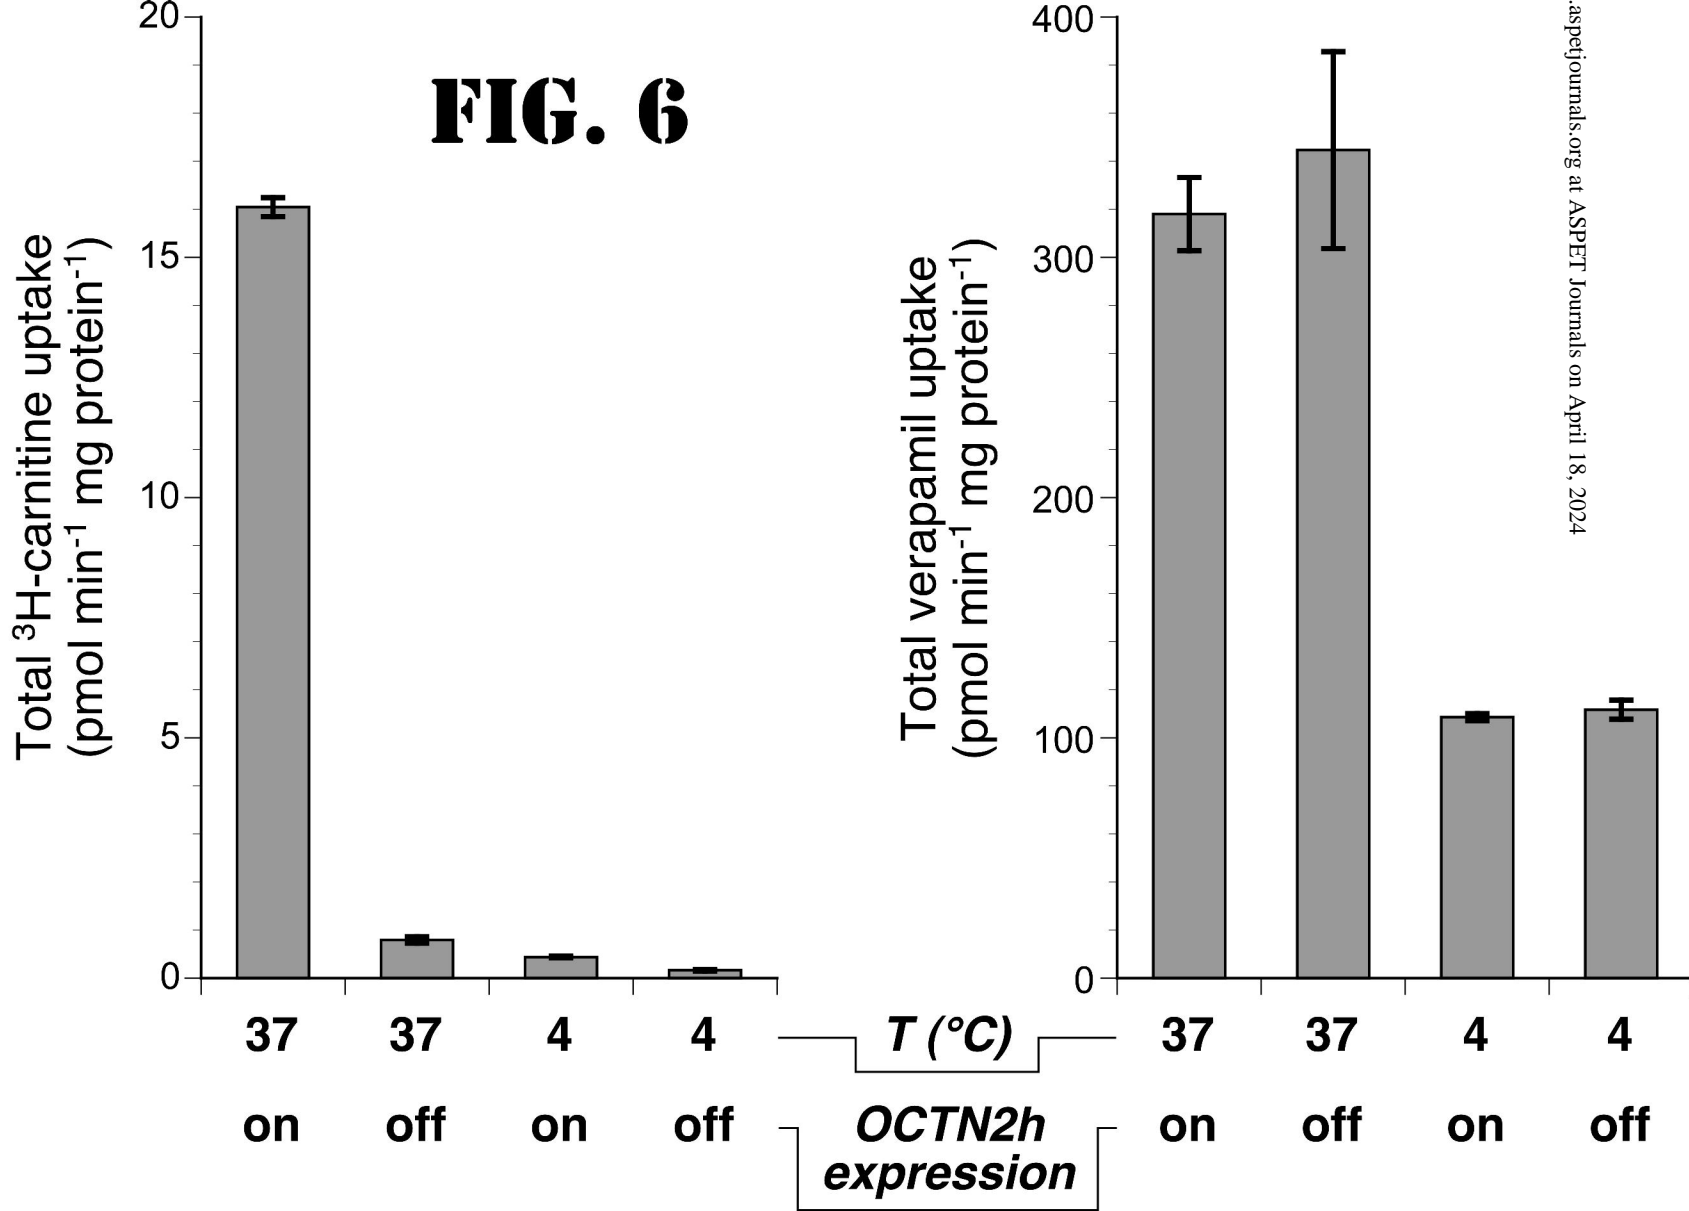 FIG. 6
Total ³H-carnitine uptake
(pmol min⁻¹ mg protein⁻¹)
20
15
10
5
0
37 37 4 4
on off on off
T (°C)
OCTN2h
expression
Total verapamil uptake
(pmol min⁻¹ mg protein⁻¹)
400
300
200
100
0
37 37 4 4
on off on off
.aspetjournals.org at ASPET Journals on April 18, 2024